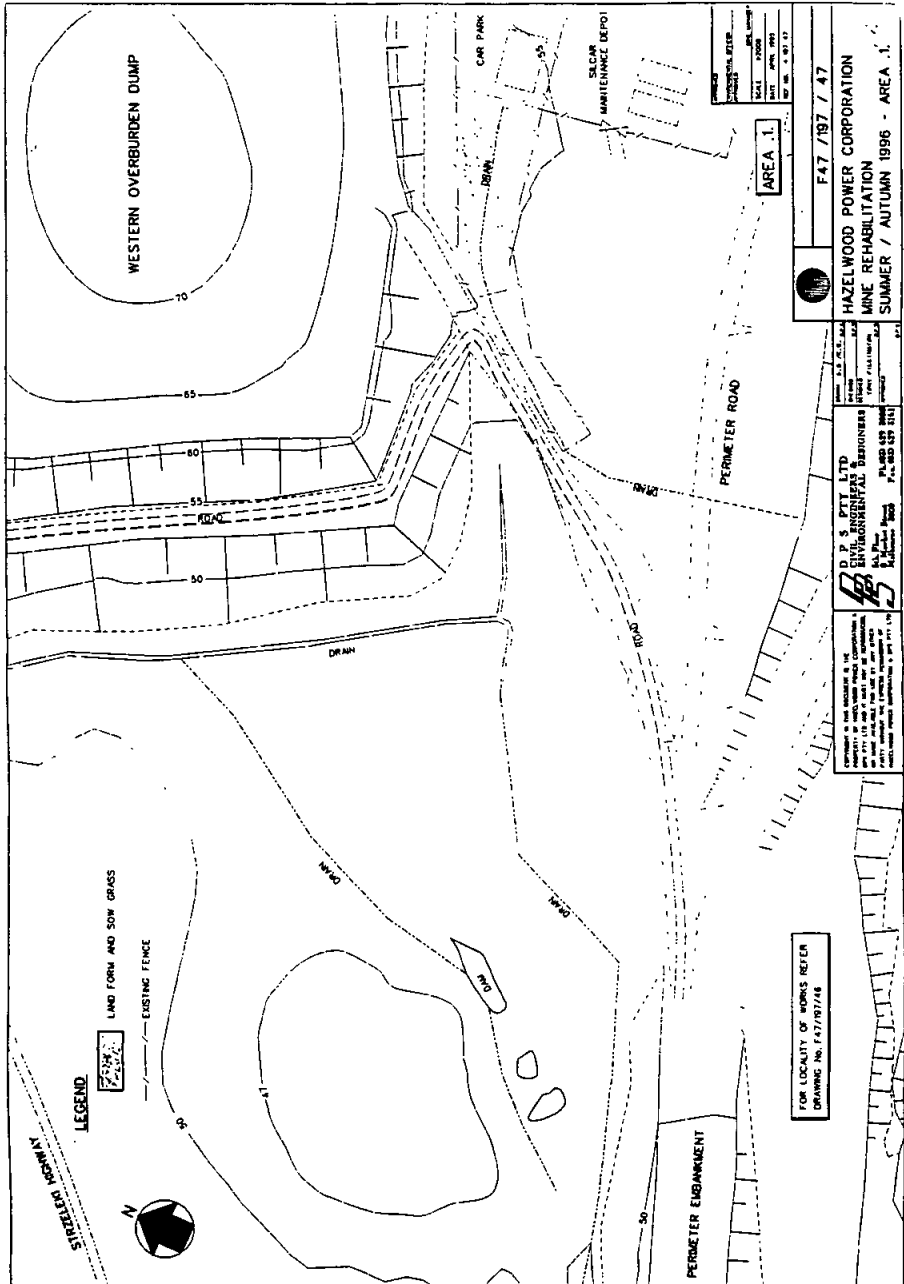 STRZELEKI HIGHWAY
N
LEGEND
LAND FORM AND SOW GRASS
EXISTING FENCE
WESTERN OVERBURDEN DUMP
70
65
60
55
ROAD
50
DRAIN
CAR PARK
55
SILCAR
MAINTENANCE DEPOT
DRAIN
AREA .1.
PERIMETER ROAD
DRAIN
ROAD
DRAIN
DRAIN
DAM
50
47
50
PERIMETER EMBANKMENT
FOR LOCALITY OF WORKS REFER
DRAWING No. F47/197/46
D P S PTY LTD
CIVIL ENGINEERS &
ENVIRONMENTAL DESIGNERS
F47 /197 / 47
HAZELWOOD POWER CORPORATION
MINE REHABILITATION
SUMMER / AUTUMN 1996 - AREA .1.